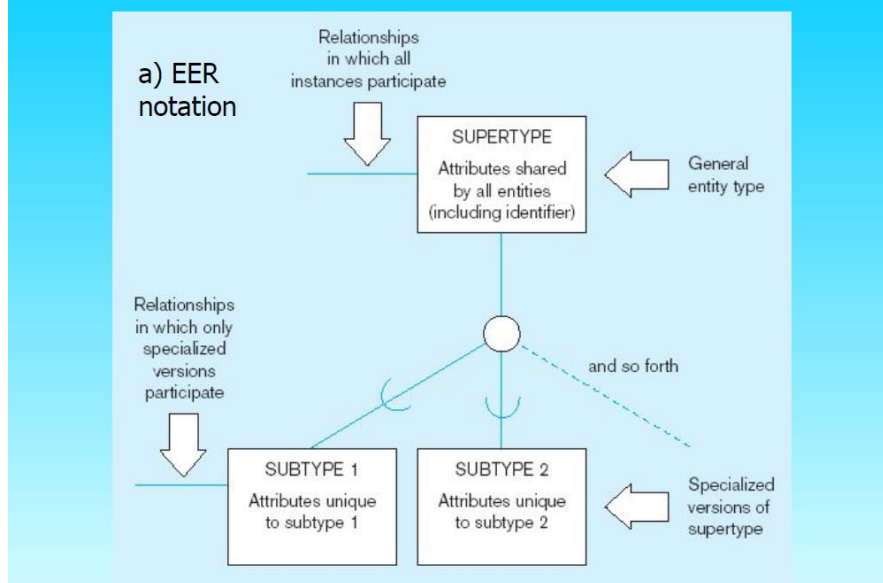 a) EER
notation
Relationships
in which all
instances participate
SUPERTYPE
Attributes shared
by all entities
(including identifier)
General
entity type
Relationships
in which only
specialized
versions
participate
and so forth
SUBTYPE 1
Attributes unique
to subtype 1
SUBTYPE 2
Attributes unique
to subtype 2
Specialized
versions of
supertype